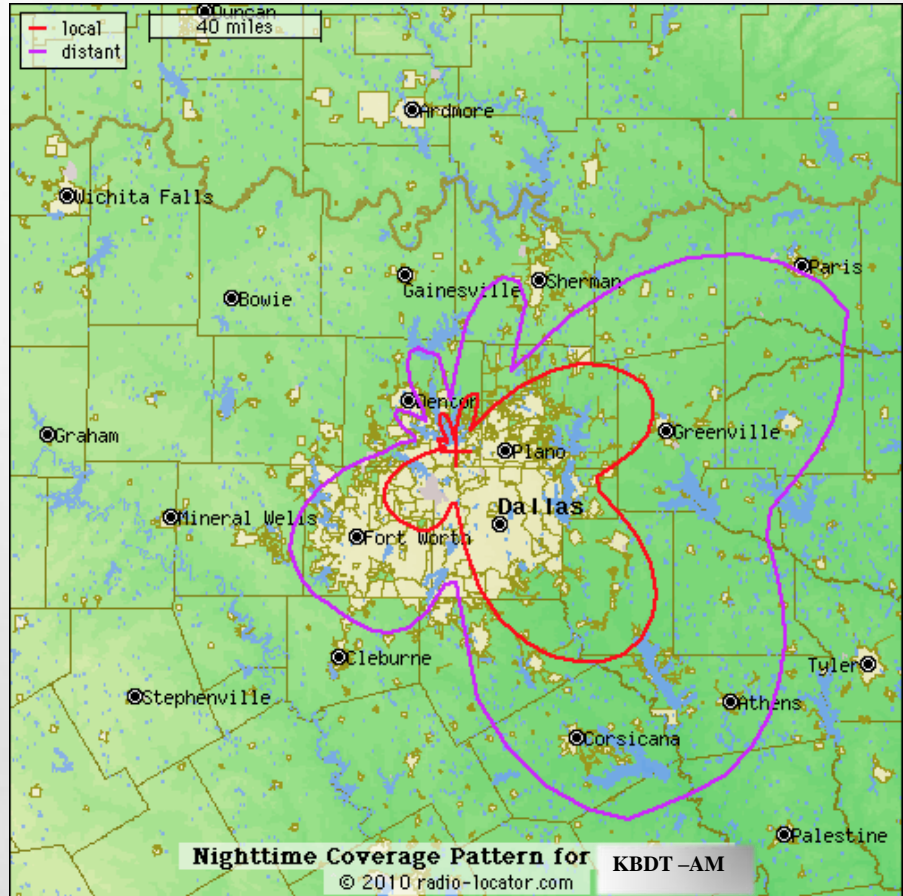 Duncan
local
distant
40 miles
Ardmore
Wichita Falls
Paris
Gainesville
Sherman
Bowie
Denton
Graham
Greenville
Plano
Dallas
Mineral Wells
Fort Worth
Cleburne
Tyler
Stephenville
Athens
Corsicana
Palestine
Nighttime Coverage Pattern for KBDT –AM
© 2010 radio-locator.com